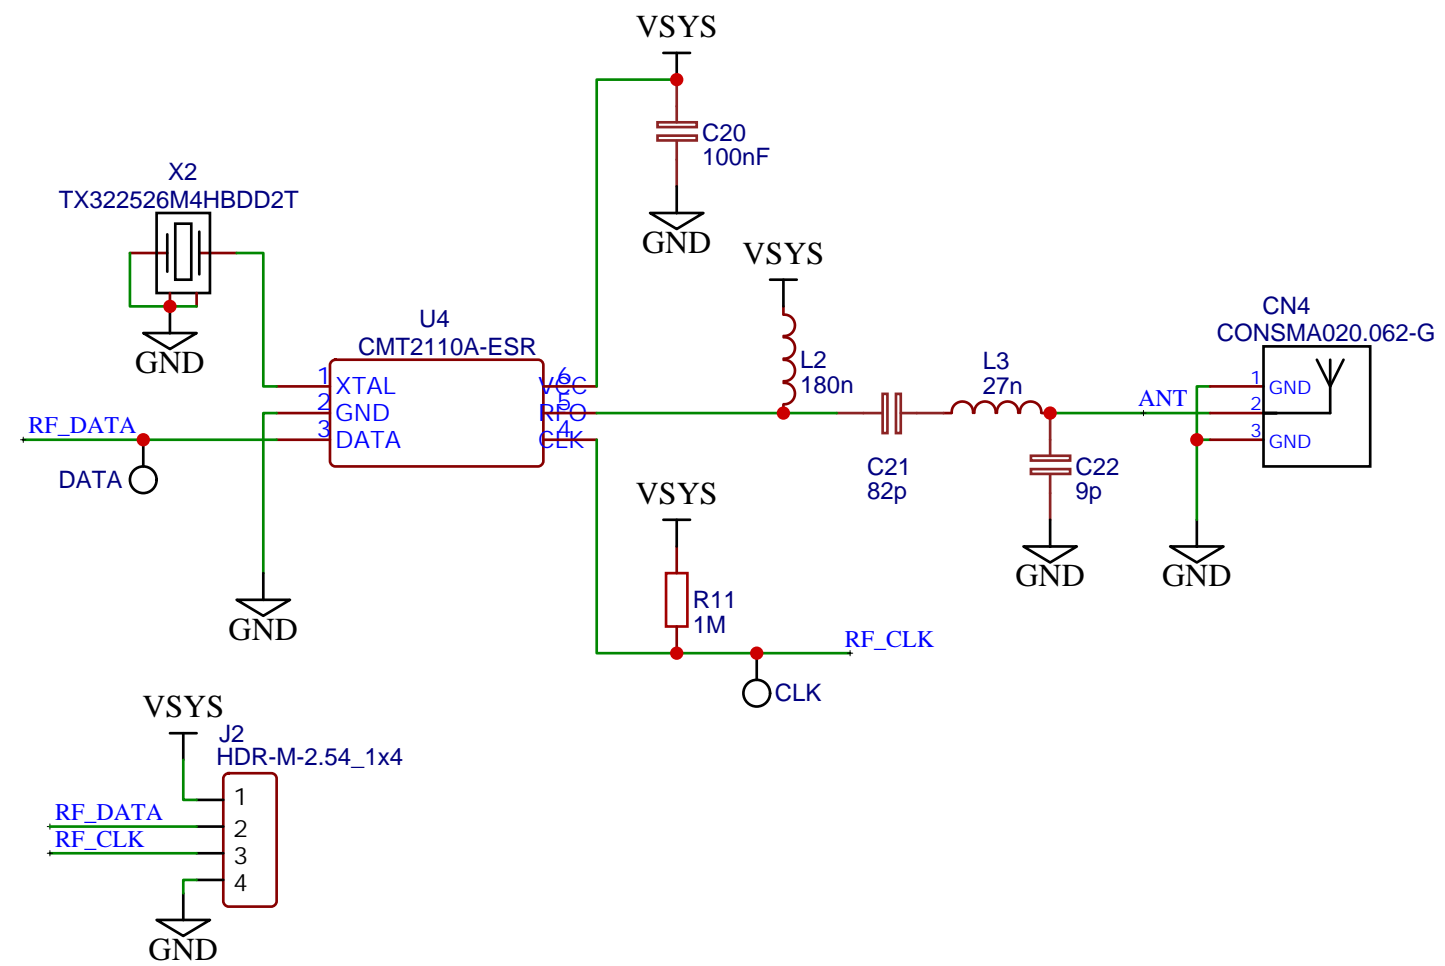 VSYS
C20
100nF
GND
X2
TX322526M4HBDD2T
GND
VSYS
L2
180n
U4
CMT2110A-ESR
1 XTAL
2 GND
3 DATA
VCC 6
RFO 5
CLK 4
RF_DATA
DATA
GND
C21
82p
L3
27n
C22
9p
GND
ANT
CN4
CONSMA020.062-G
1 GND
2
3 GND
GND
VSYS
R11
1M
RF_CLK
CLK
VSYS
J2
HDR-M-2.54_1x4
1
RF_DATA 2
RF_CLK 3
4
GND